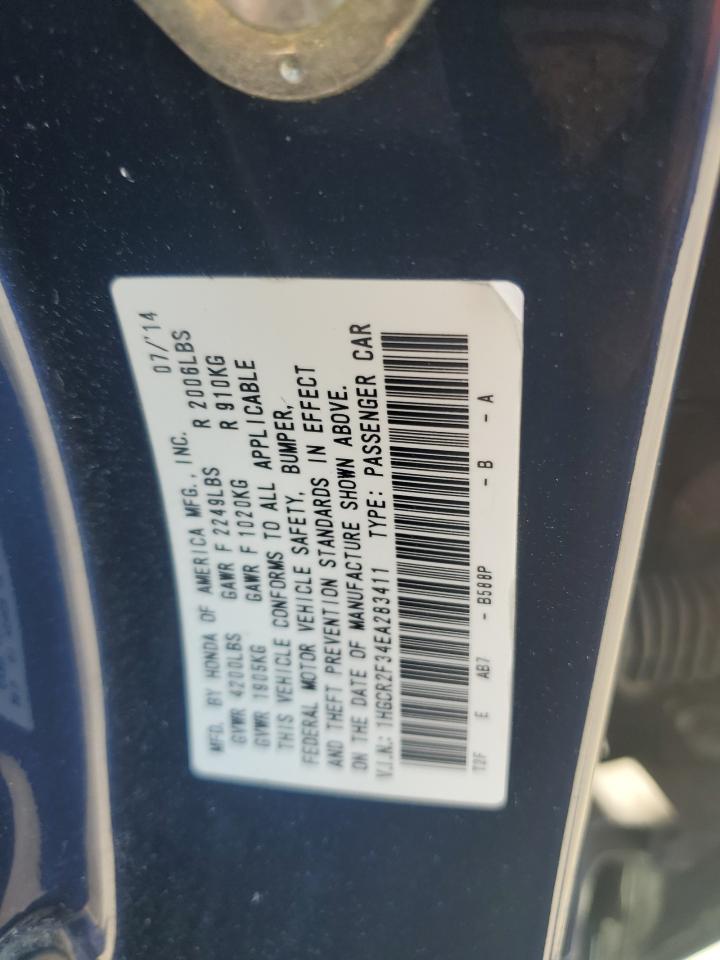 MFD. BY HONDA OF AMERICA MFG., INC. 07/'14
GVWR 4200LBS GAWR F 2249LBS R 2006LBS
GVWR 1905KG GAWR F 1020KG R 910KG
THIS VEHICLE CONFORMS TO ALL APPLICABLE
FEDERAL MOTOR VEHICLE SAFETY, BUMPER,
AND THEFT PREVENTION STANDARDS IN EFFECT
ON THE DATE OF MANUFACTURE SHOWN ABOVE.
V.I.N.: 1HGCR2F34EA283411 TYPE: PASSENGER CAR
T2F E AB7 - B588P - B - A